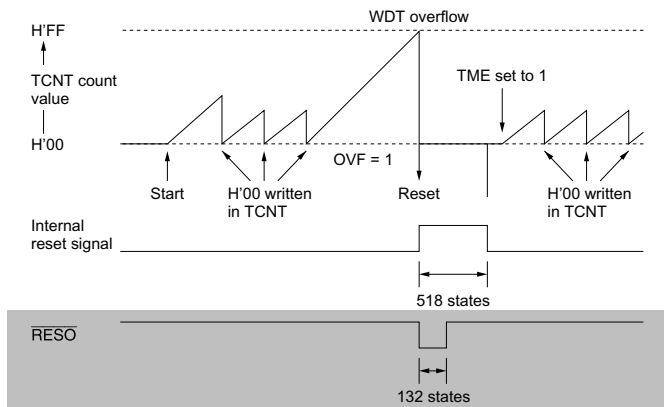 WDT overflow
H'FF
TCNT count
value
H'00
TME set to 1
OVF = 1
Start
H'00 written
in TCNT
Reset
H'00 written
in TCNT
Internal
reset signal
518 states
RESO
132 states